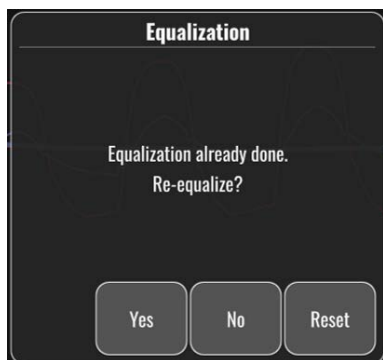 Equalization
Equalization already done.
Re-equalize?
Yes
No
Reset